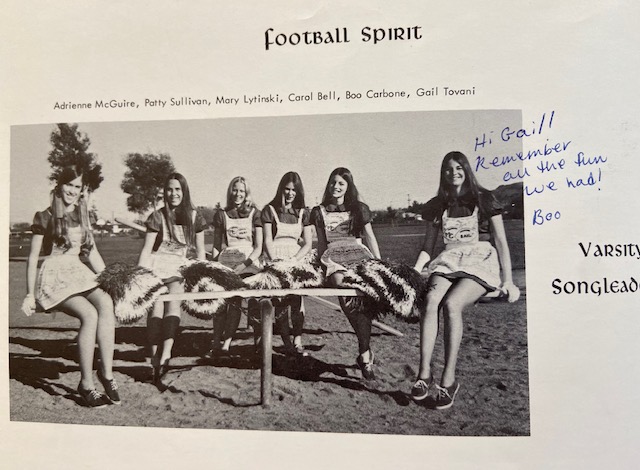 Football Spirit
Adrienne McGuire, Patty Sullivan, Mary Lytinski, Carol Bell, Boo Carbone, Gail Tovani
Hi Gail!
Remember
all the fun
we had!
Boo
Varsity
Songlead